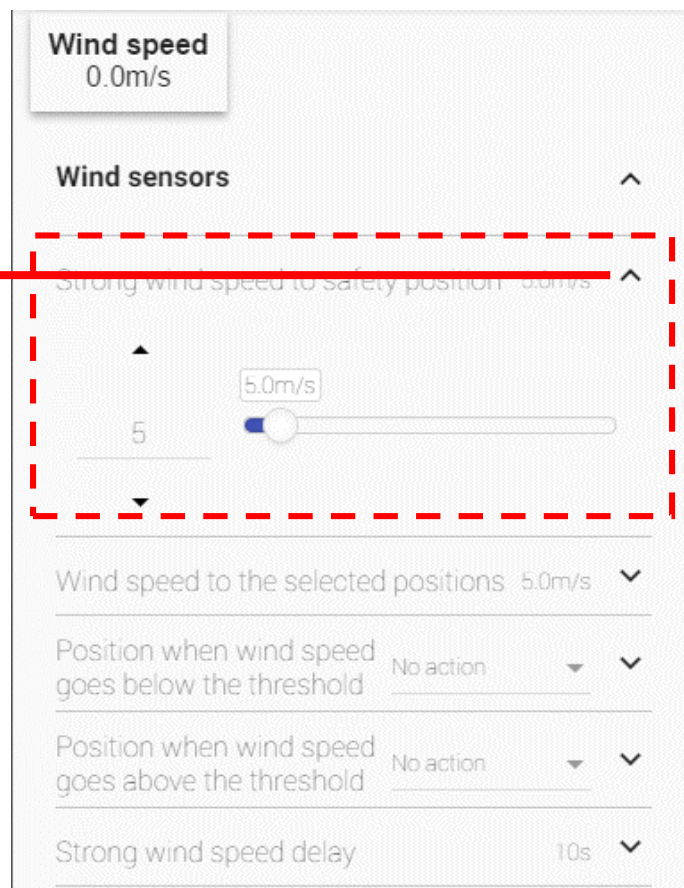 Wind speed
0.0m/s
Wind sensors
Strong wind speed to safety position 5.0m/s
5.0m/s
5
Wind speed to the selected positions 5.0m/s
Position when wind speed
goes below the threshold No action
Position when wind speed
goes above the threshold No action
Strong wind speed delay 10s